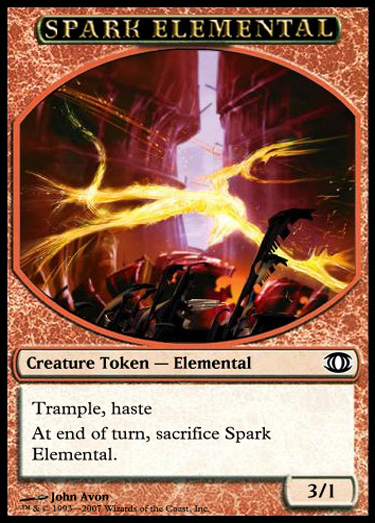 SPARK ELEMENTAL
Creature Token — Elemental
Trample, haste
At end of turn, sacrifice Spark
Elemental.
John Avon
™ & © 1993–2007 Wizards of the Coast, Inc.
3/1